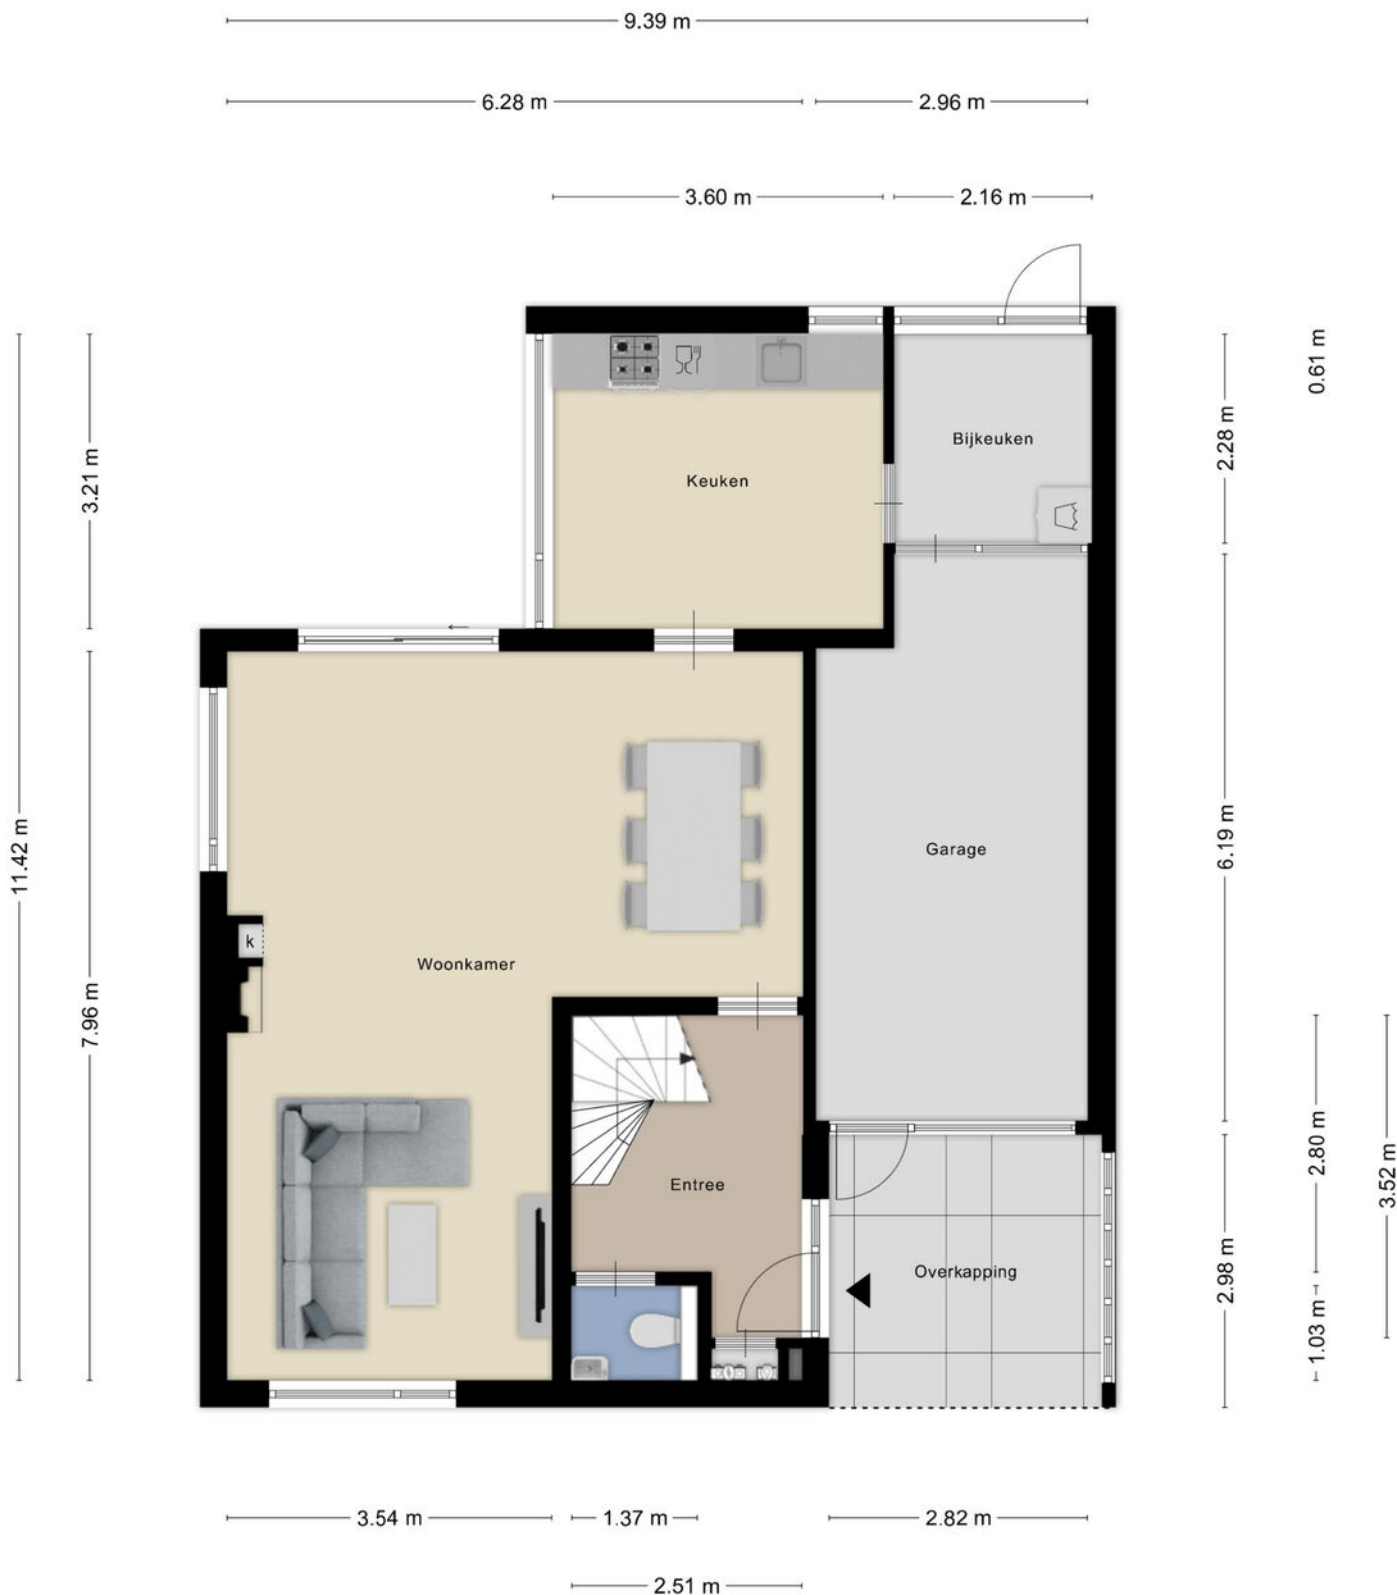 9.39 m
6.28 m
2.96 m
3.60 m
2.16 m
0.61 m
2.28 m
3.21 m
Bijkeuken
Keuken
11.42 m
6.19 m
Garage
k
Woonkamer
7.96 m
2.80 m
3.52 m
Entree
Overkapping
2.98 m
1.03 m
3.54 m
1.37 m
2.82 m
2.51 m